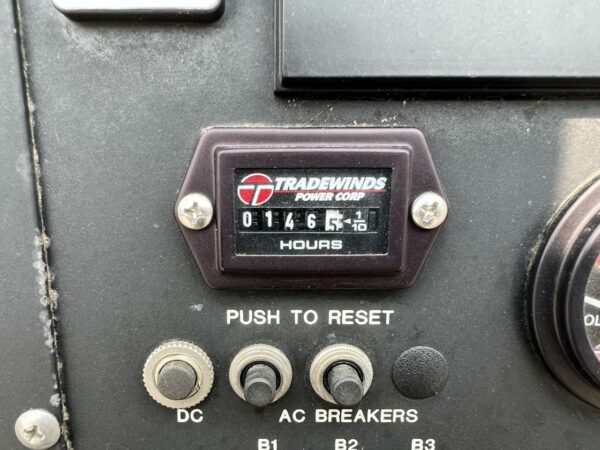 TRADEWINDS
POWER CORP
0 1 4 6 5 1/10
HOURS
PUSH TO RESET
DC AC BREAKERS
B1 B2 B3